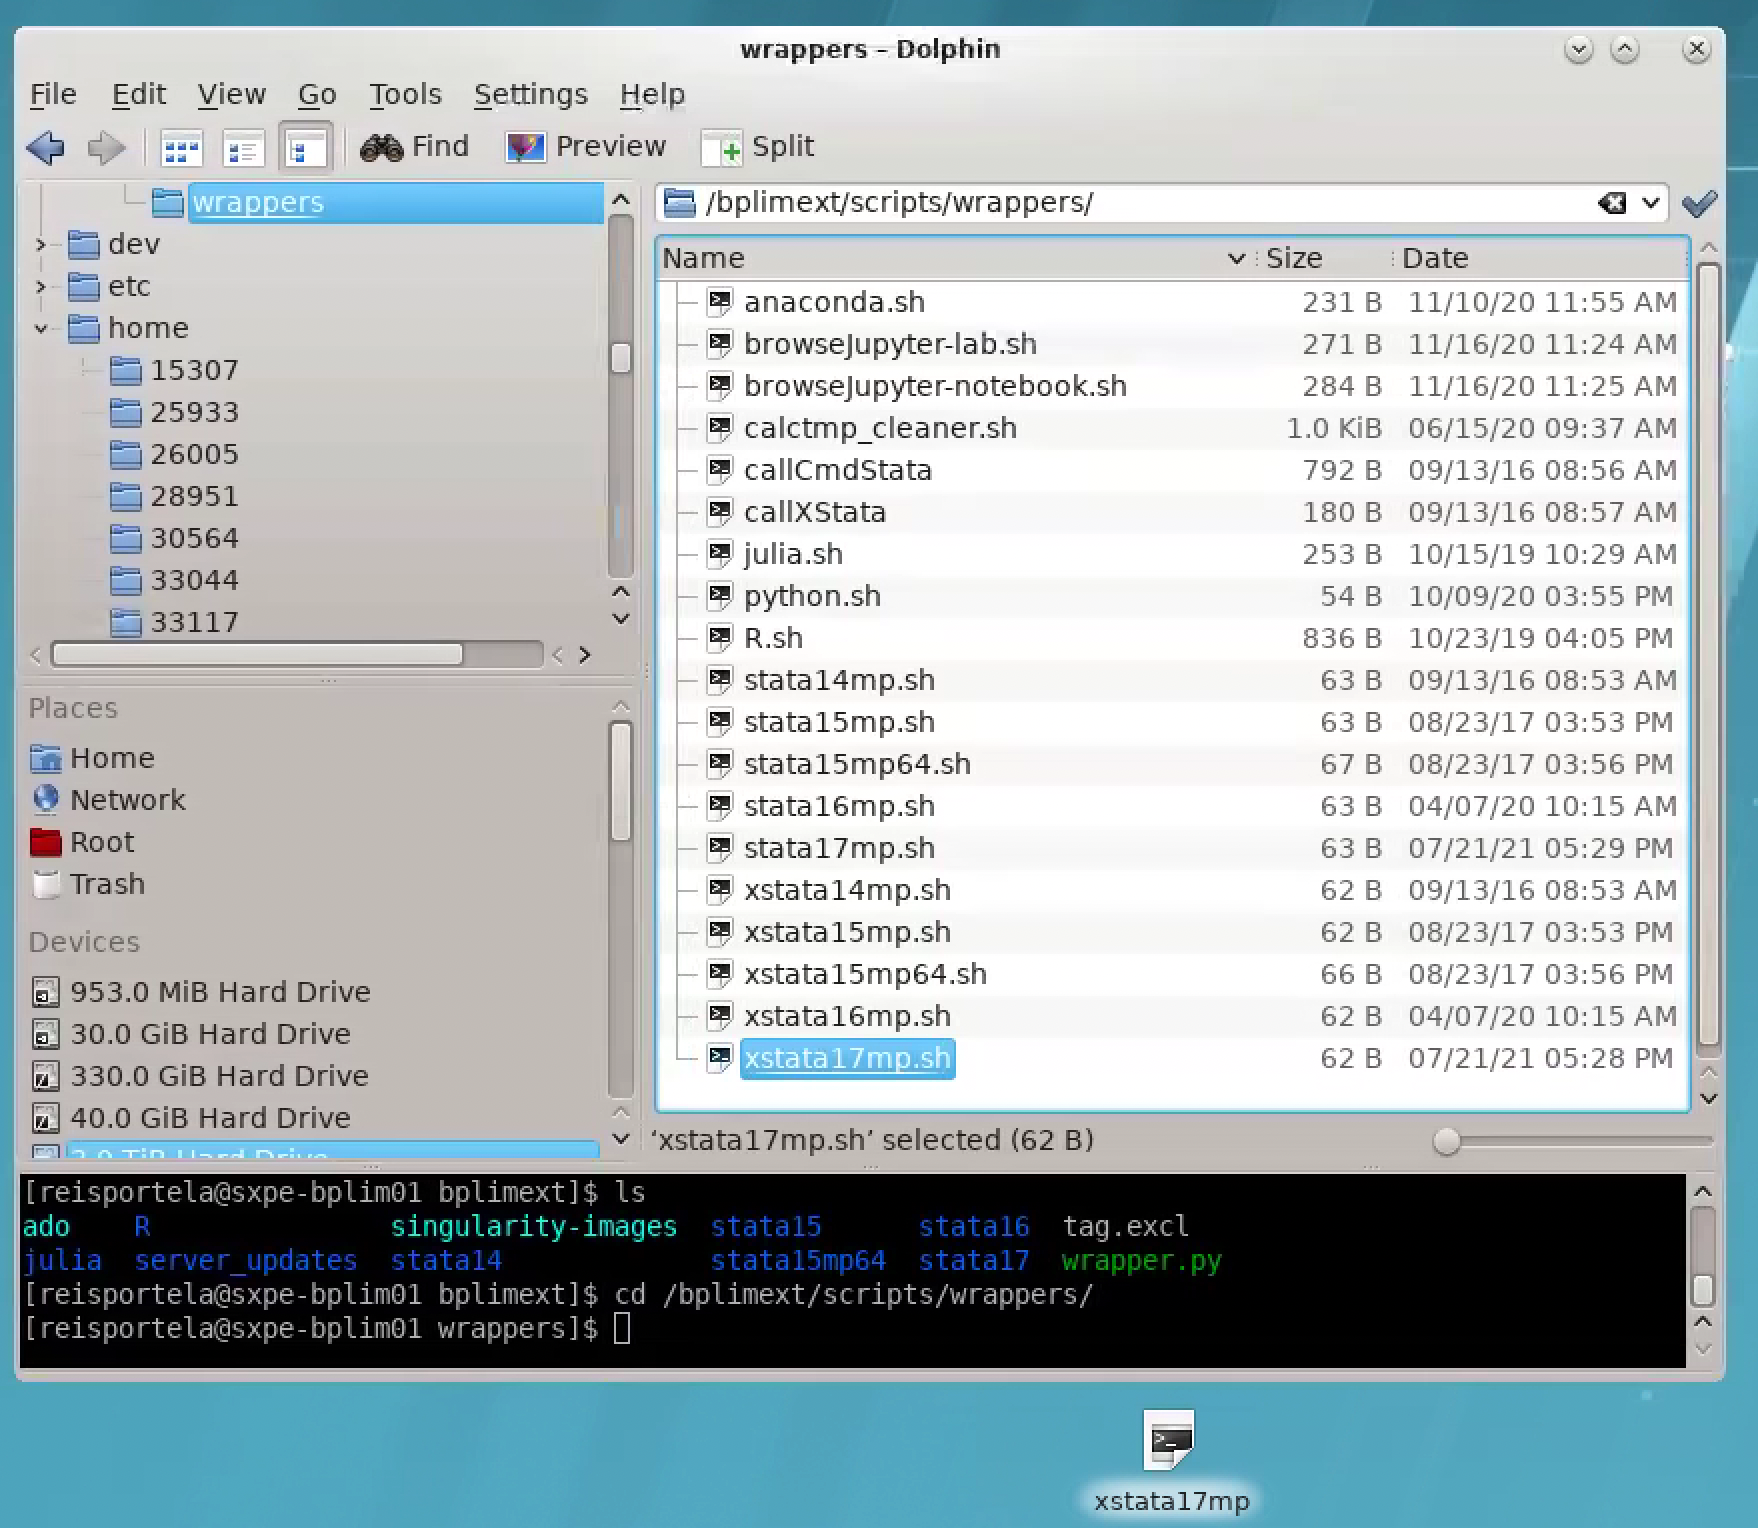 wrappers – Dolphin
File Edit View Go Tools Settings Help
Find Preview Split
wrappers
dev
etc
home
15307
25933
26005
28951
30564
33044
33117
Places
Home
Network
Root
Trash
Devices
953.0 MiB Hard Drive
30.0 GiB Hard Drive
330.0 GiB Hard Drive
40.0 GiB Hard Drive
TiB Hard Drive
/bplimext/scripts/wrappers/
Name Size Date
anaconda.sh 231 B 11/10/20 11:55 AM
browseJupyter-lab.sh 271 B 11/16/20 11:24 AM
browseJupyter-notebook.sh 284 B 11/16/20 11:25 AM
calctmp_cleaner.sh 1.0 KiB 06/15/20 09:37 AM
callCmdStata 792 B 09/13/16 08:56 AM
callXStata 180 B 09/13/16 08:57 AM
julia.sh 253 B 10/15/19 10:29 AM
python.sh 54 B 10/09/20 03:55 PM
R.sh 836 B 10/23/19 04:05 PM
stata14mp.sh 63 B 09/13/16 08:53 AM
stata15mp.sh 63 B 08/23/17 03:53 PM
stata15mp64.sh 67 B 08/23/17 03:56 PM
stata16mp.sh 63 B 04/07/20 10:15 AM
stata17mp.sh 63 B 07/21/21 05:29 PM
xstata14mp.sh 62 B 09/13/16 08:53 AM
xstata15mp.sh 62 B 08/23/17 03:53 PM
xstata15mp64.sh 66 B 08/23/17 03:56 PM
xstata16mp.sh 62 B 04/07/20 10:15 AM
xstata17mp.sh 62 B 07/21/21 05:28 PM
‘xstata17mp.sh’ selected (62 B)
[reisportela@sxpe-bplim01 bplimext]$ ls
ado R singularity-images stata15 stata16 tag.excl
julia server_updates stata14 stata15mp64 stata17 wrapper.py
[reisportela@sxpe-bplim01 bplimext]$ cd /bplimext/scripts/wrappers/
[reisportela@sxpe-bplim01 wrappers]$
xstata17mp